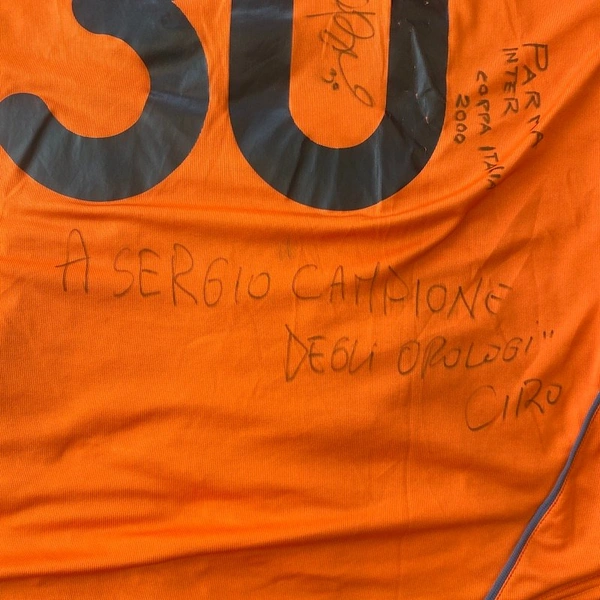 30
PARMA
INTER
COPPA ITALIA
2000
A SERGIO "CAMPIONE
DEGLI OROLOGI"
CIRO